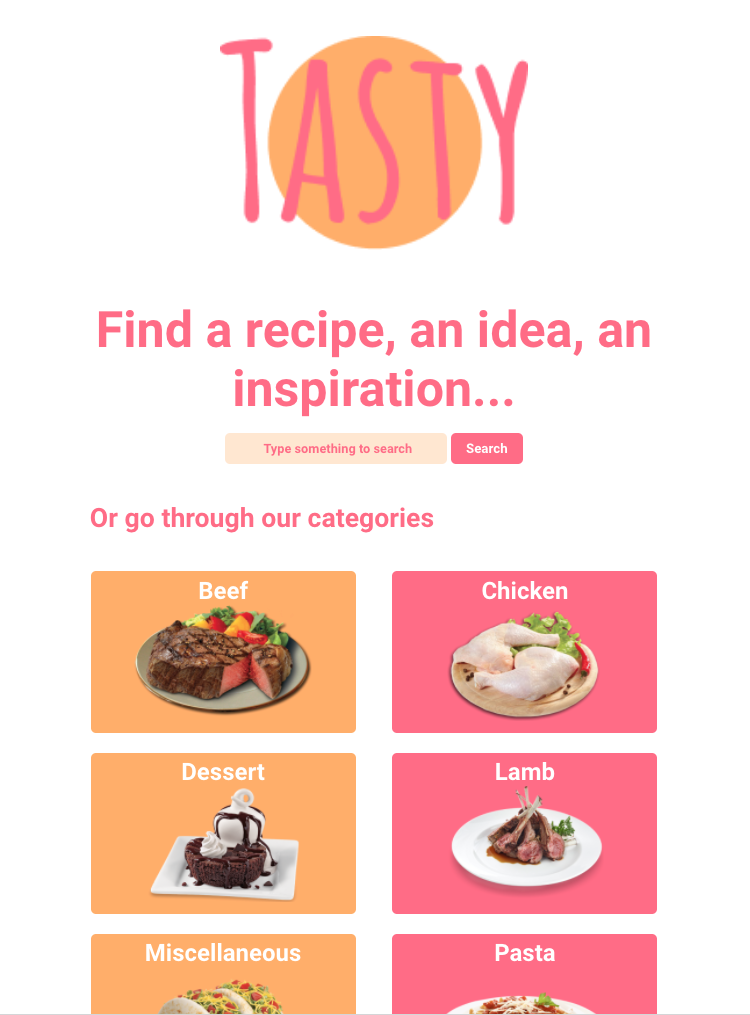 TASTY
Find a recipe, an idea, an
inspiration...
Type something to search
Search
Or go through our categories
Beef
Chicken
Dessert
Lamb
Miscellaneous
Pasta